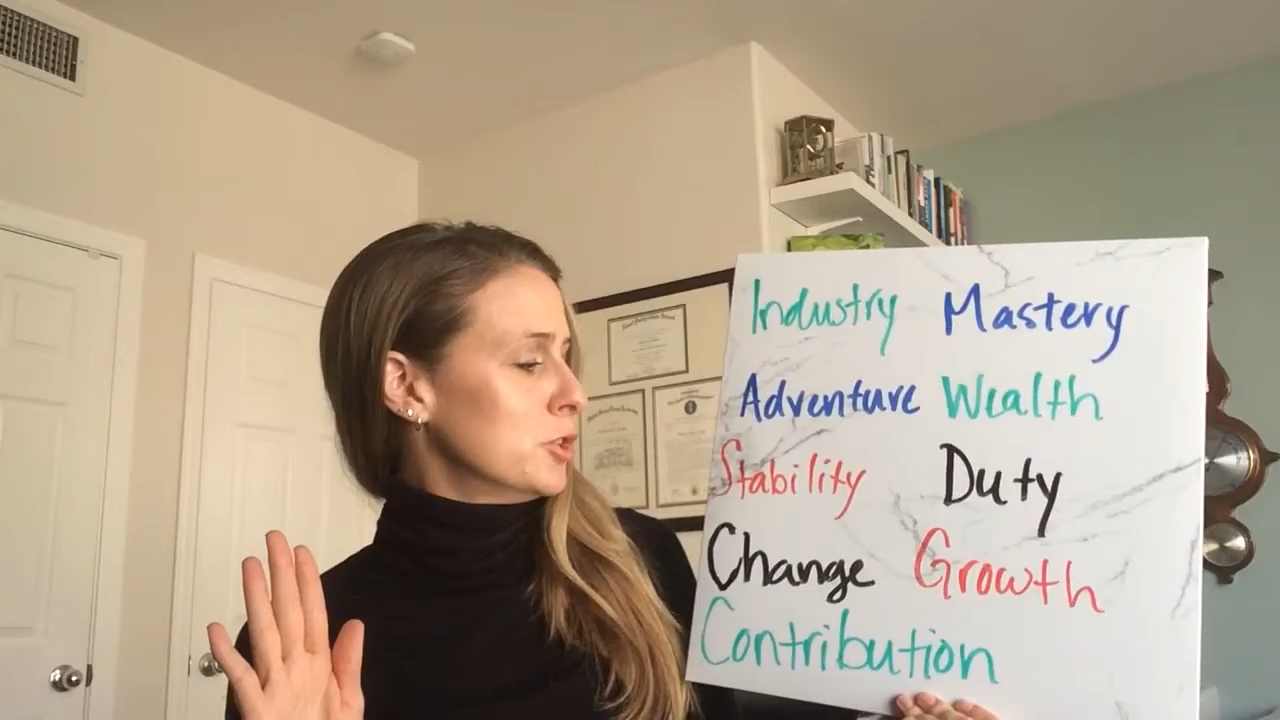 Industry Mastery
Adventure Wealth
Stability Duty
Change Growth
Contribution